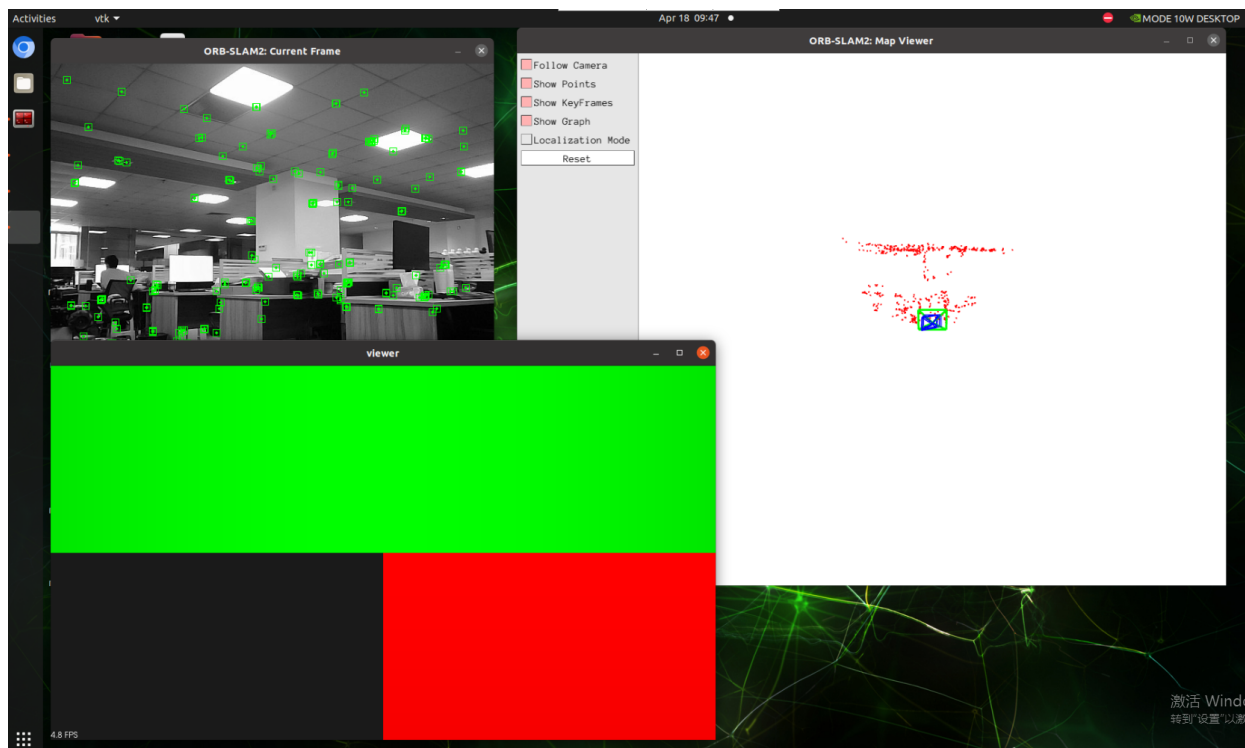 Activities
vtk
Apr 18 09:47
MODE 10W DESKTOP
ORB-SLAM2: Current Frame
ORB-SLAM2: Map Viewer
Follow Camera
Show Points
Show KeyFrames
Show Graph
Localization Mode
Reset
viewer
4.8 FPS
激活 Windo
转到"设置"以激